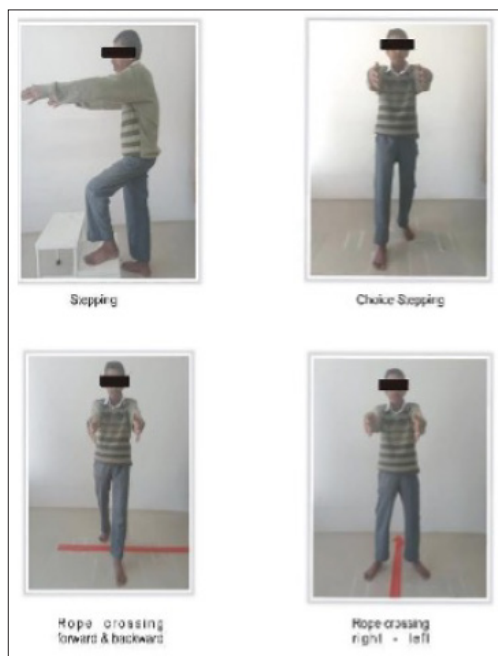 Stepping
Choice Stepping
Rope crossing
forward & backward
Rope-crossing
right - left